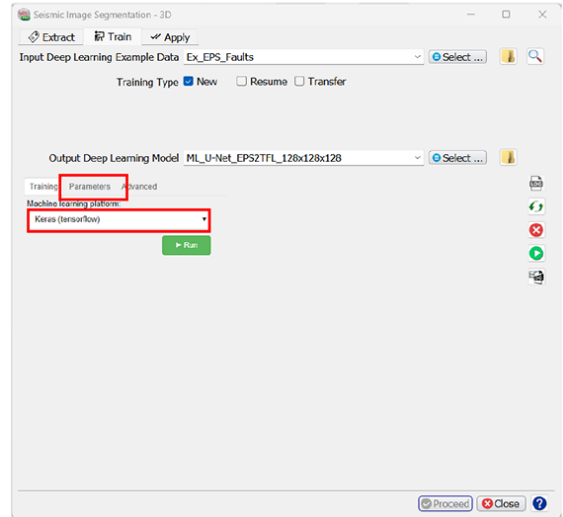 Seismic Image Segmentation - 3D
Extract Train Apply
Input Deep Learning Example Data Ex_EPS_Faults Select ...
Training Type New Resume Transfer
Output Deep Learning Model ML_U-Net_EPS2TFL_128x128x128 Select ...
Training Parameters Advanced
Machine learning platform:
Keras (tensorflow)
Run
Proceed Close ?